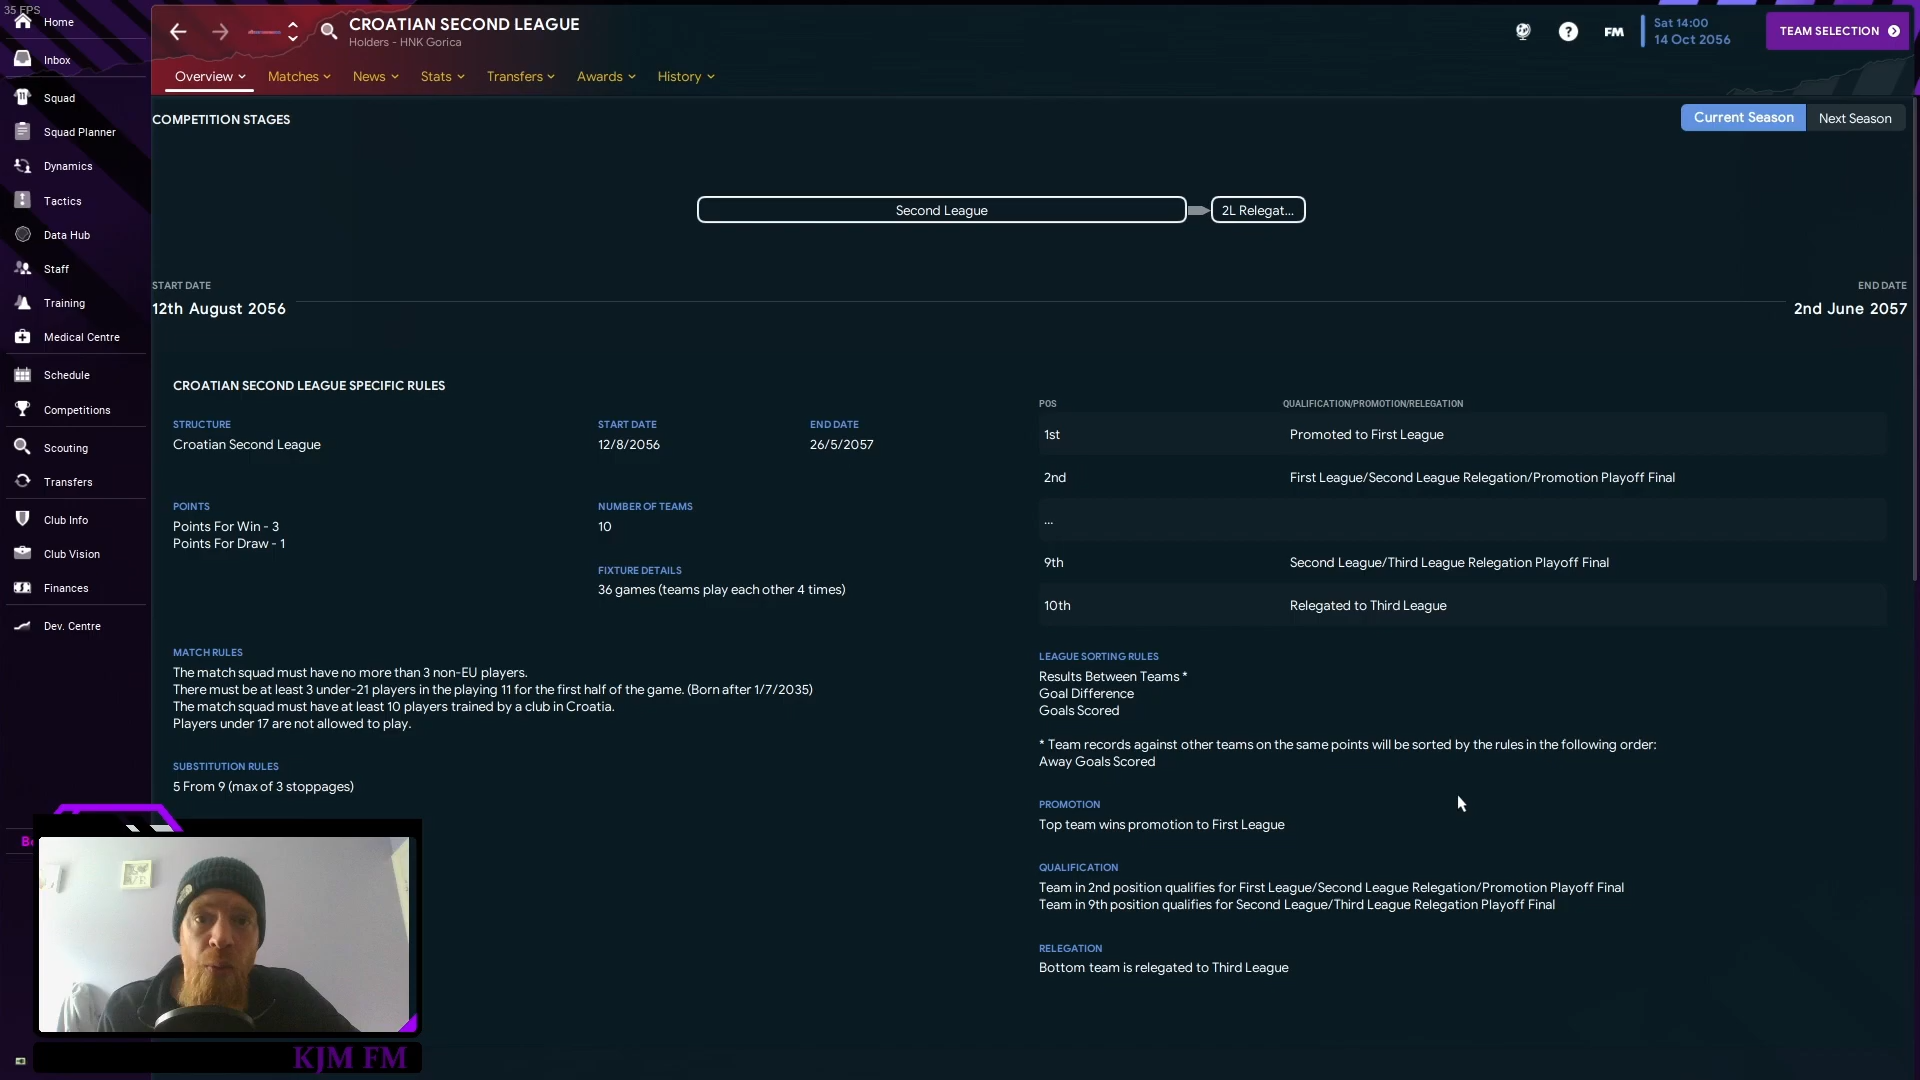 35 FPS
Home
Inbox
Squad
Squad Planner
Dynamics
Tactics
Data Hub
Staff
Training
Medical Centre
Schedule
Competitions
Scouting
Transfers
Club Info
Club Vision
Finances
Dev. Centre
CROATIAN SECOND LEAGUE
Holders - HNK Gorica
FM
Sat 14:00
14 Oct 2056
TEAM SELECTION
Overview
Matches
News
Stats
Transfers
Awards
History
COMPETITION STAGES
Current Season
Next Season
Second League
2L Relegat...
START DATE
12th August 2056
END DATE
2nd June 2057
CROATIAN SECOND LEAGUE SPECIFIC RULES
STRUCTURE
Croatian Second League
START DATE
12/8/2056
END DATE
26/5/2057
POINTS
Points For Win - 3
Points For Draw - 1
NUMBER OF TEAMS
10
FIXTURE DETAILS
36 games (teams play each other 4 times)
MATCH RULES
The match squad must have no more than 3 non-EU players.
There must be at least 3 under-21 players in the playing 11 for the first half of the game. (Born after 1/7/2035)
The match squad must have at least 10 players trained by a club in Croatia.
Players under 17 are not allowed to play.
SUBSTITUTION RULES
5 From 9 (max of 3 stoppages)
POS QUALIFICATION/PROMOTION/RELEGATION
1st Promoted to First League
2nd First League/Second League Relegation/Promotion Playoff Final
...
9th Second League/Third League Relegation Playoff Final
10th Relegated to Third League
LEAGUE SORTING RULES
Results Between Teams *
Goal Difference
Goals Scored
* Team records against other teams on the same points will be sorted by the rules in the following order:
Away Goals Scored
PROMOTION
Top team wins promotion to First League
QUALIFICATION
Team in 2nd position qualifies for First League/Second League Relegation/Promotion Playoff Final
Team in 9th position qualifies for Second League/Third League Relegation Playoff Final
RELEGATION
Bottom team is relegated to Third League
KJM FM